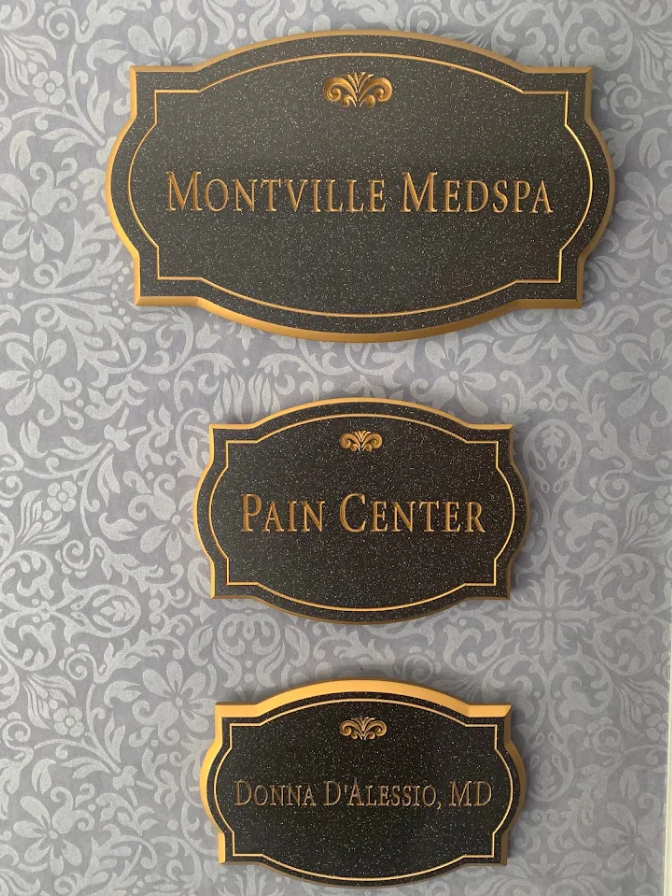 Montville Medspa
Pain Center
Donna D'Alessio, MD